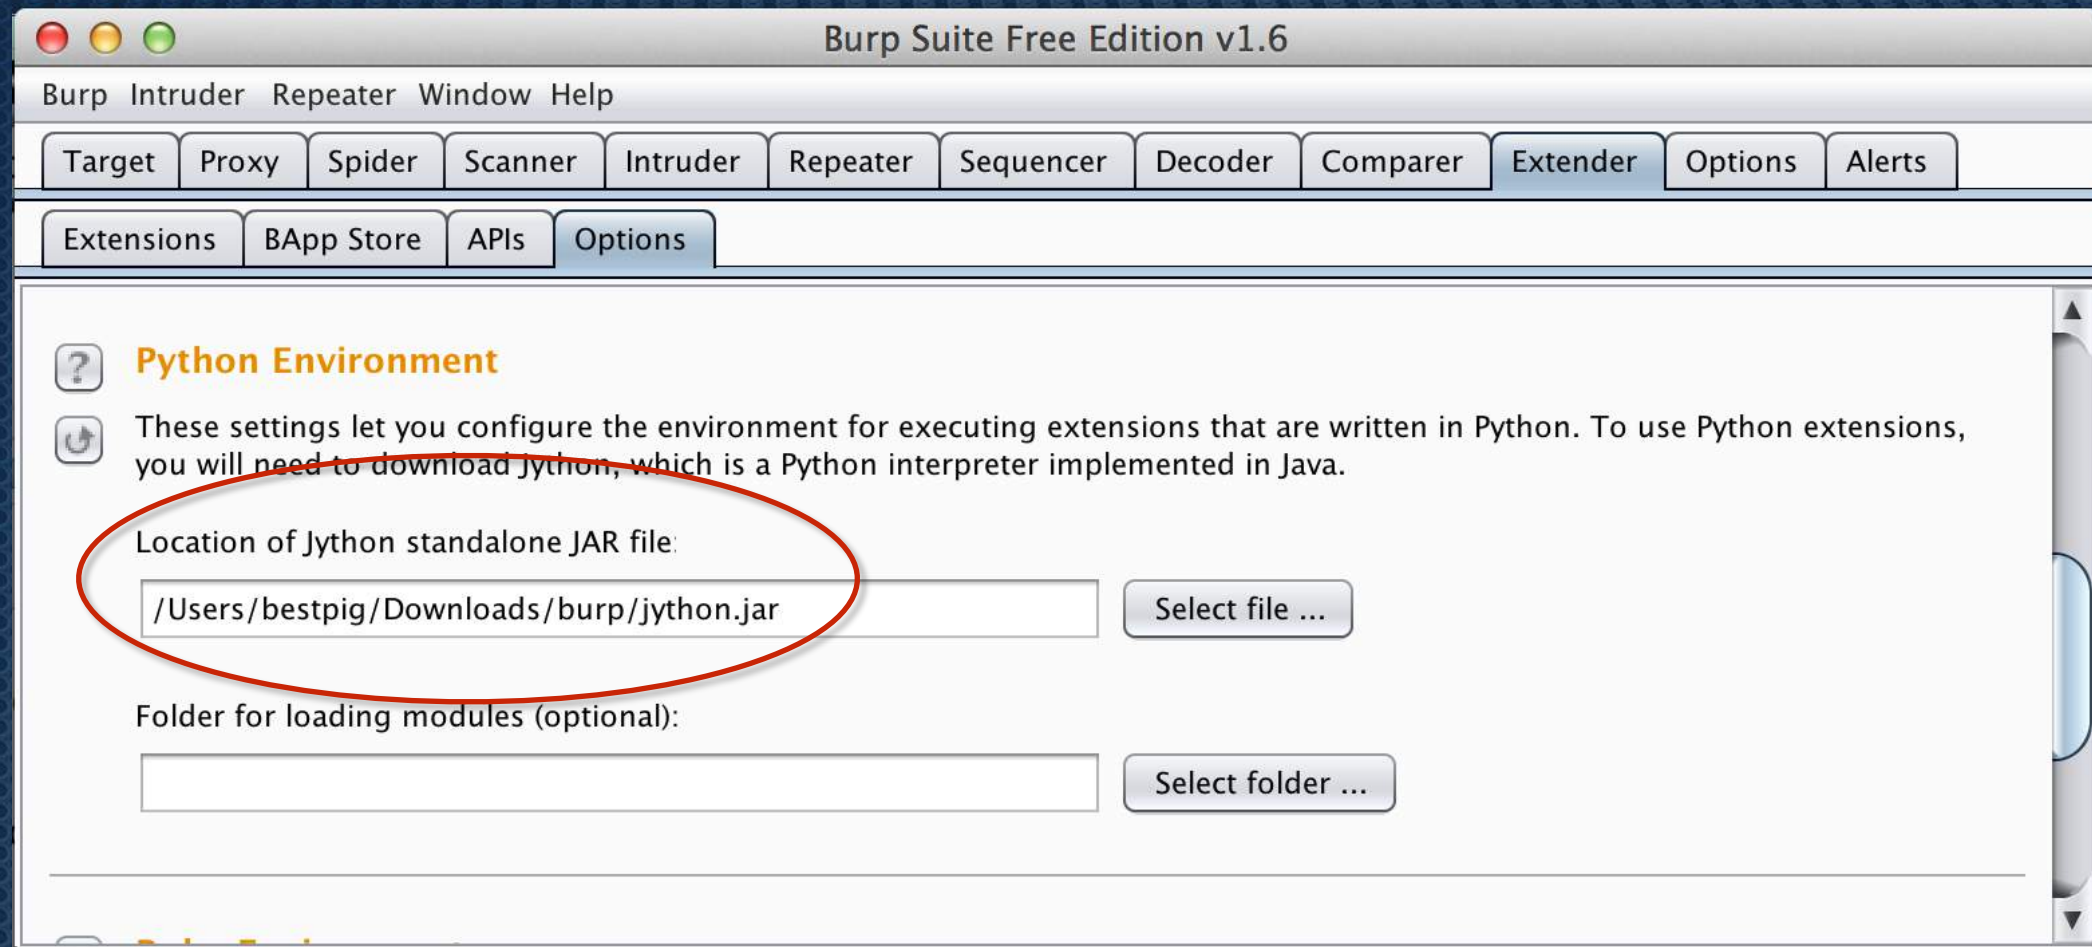 Burp Suite Free Edition v1.6
Burp Intruder Repeater Window Help
Target Proxy Spider Scanner Intruder Repeater Sequencer Decoder Comparer Extender Options Alerts
Extensions BApp Store APIs Options
? Python Environment
These settings let you configure the environment for executing extensions that are written in Python. To use Python extensions,
you will need to download Jython, which is a Python interpreter implemented in Java.
Location of Jython standalone JAR file:
/Users/bestpig/Downloads/burp/jython.jar Select file ...
Folder for loading modules (optional):
Select folder ...